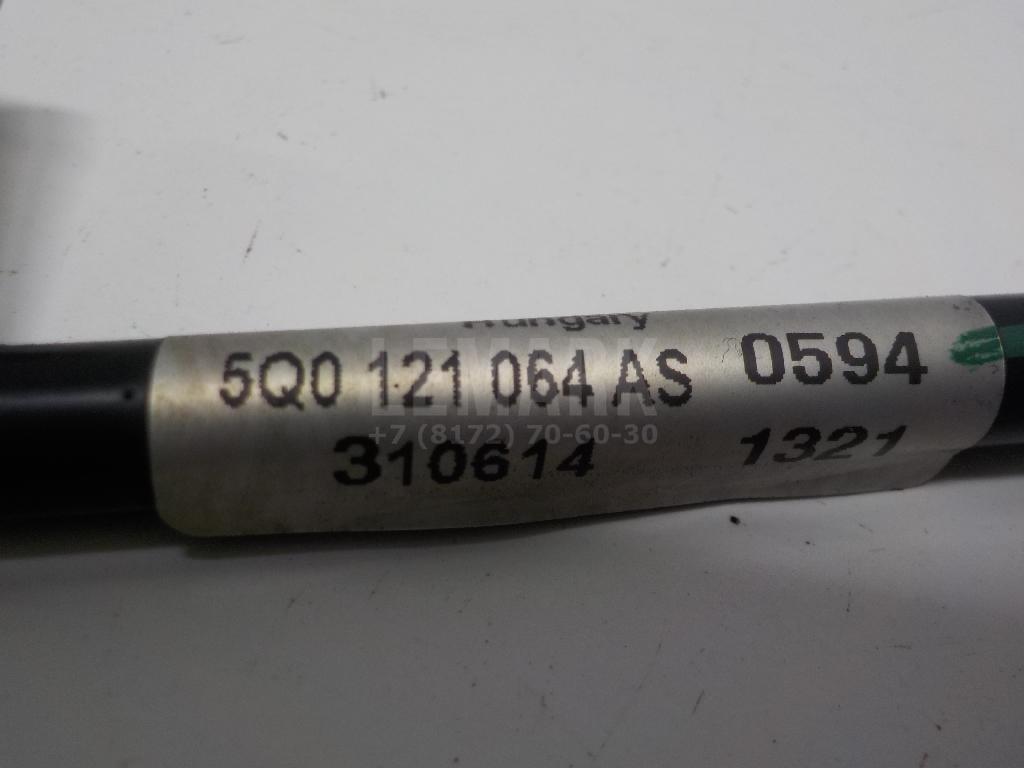 Hungary
5Q0 121 064 AS 0594
310614 1321
LEMARK
+7 (8172) 70-60-30